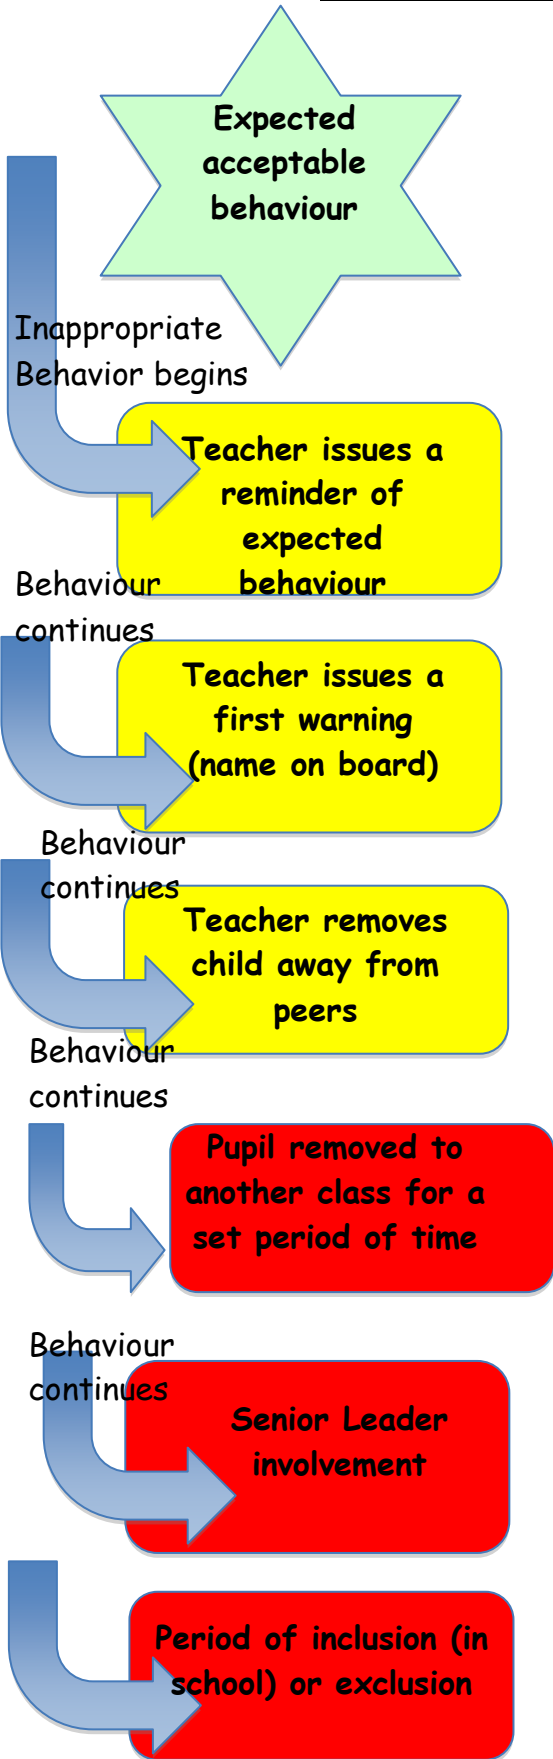 Expected
acceptable
behaviour
Inappropriate
Behavior begins
Teacher issues a
reminder of
expected
behaviour
Behaviour
continues
Teacher issues a
first warning
(name on board)
Behaviour
continues
Teacher removes
child away from
peers
Behaviour
continues
Pupil removed to
another class for a
set period of time
Behaviour
continues
Senior Leader
involvement
Period of inclusion (in
school) or exclusion